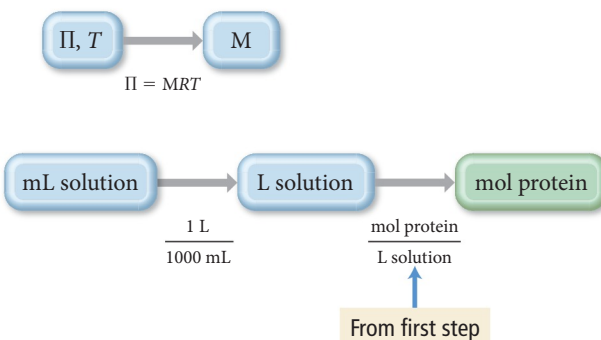 Π, T M
Π = MRT
mL solution L solution mol protein
1 L mol protein
1000 mL L solution
From first step